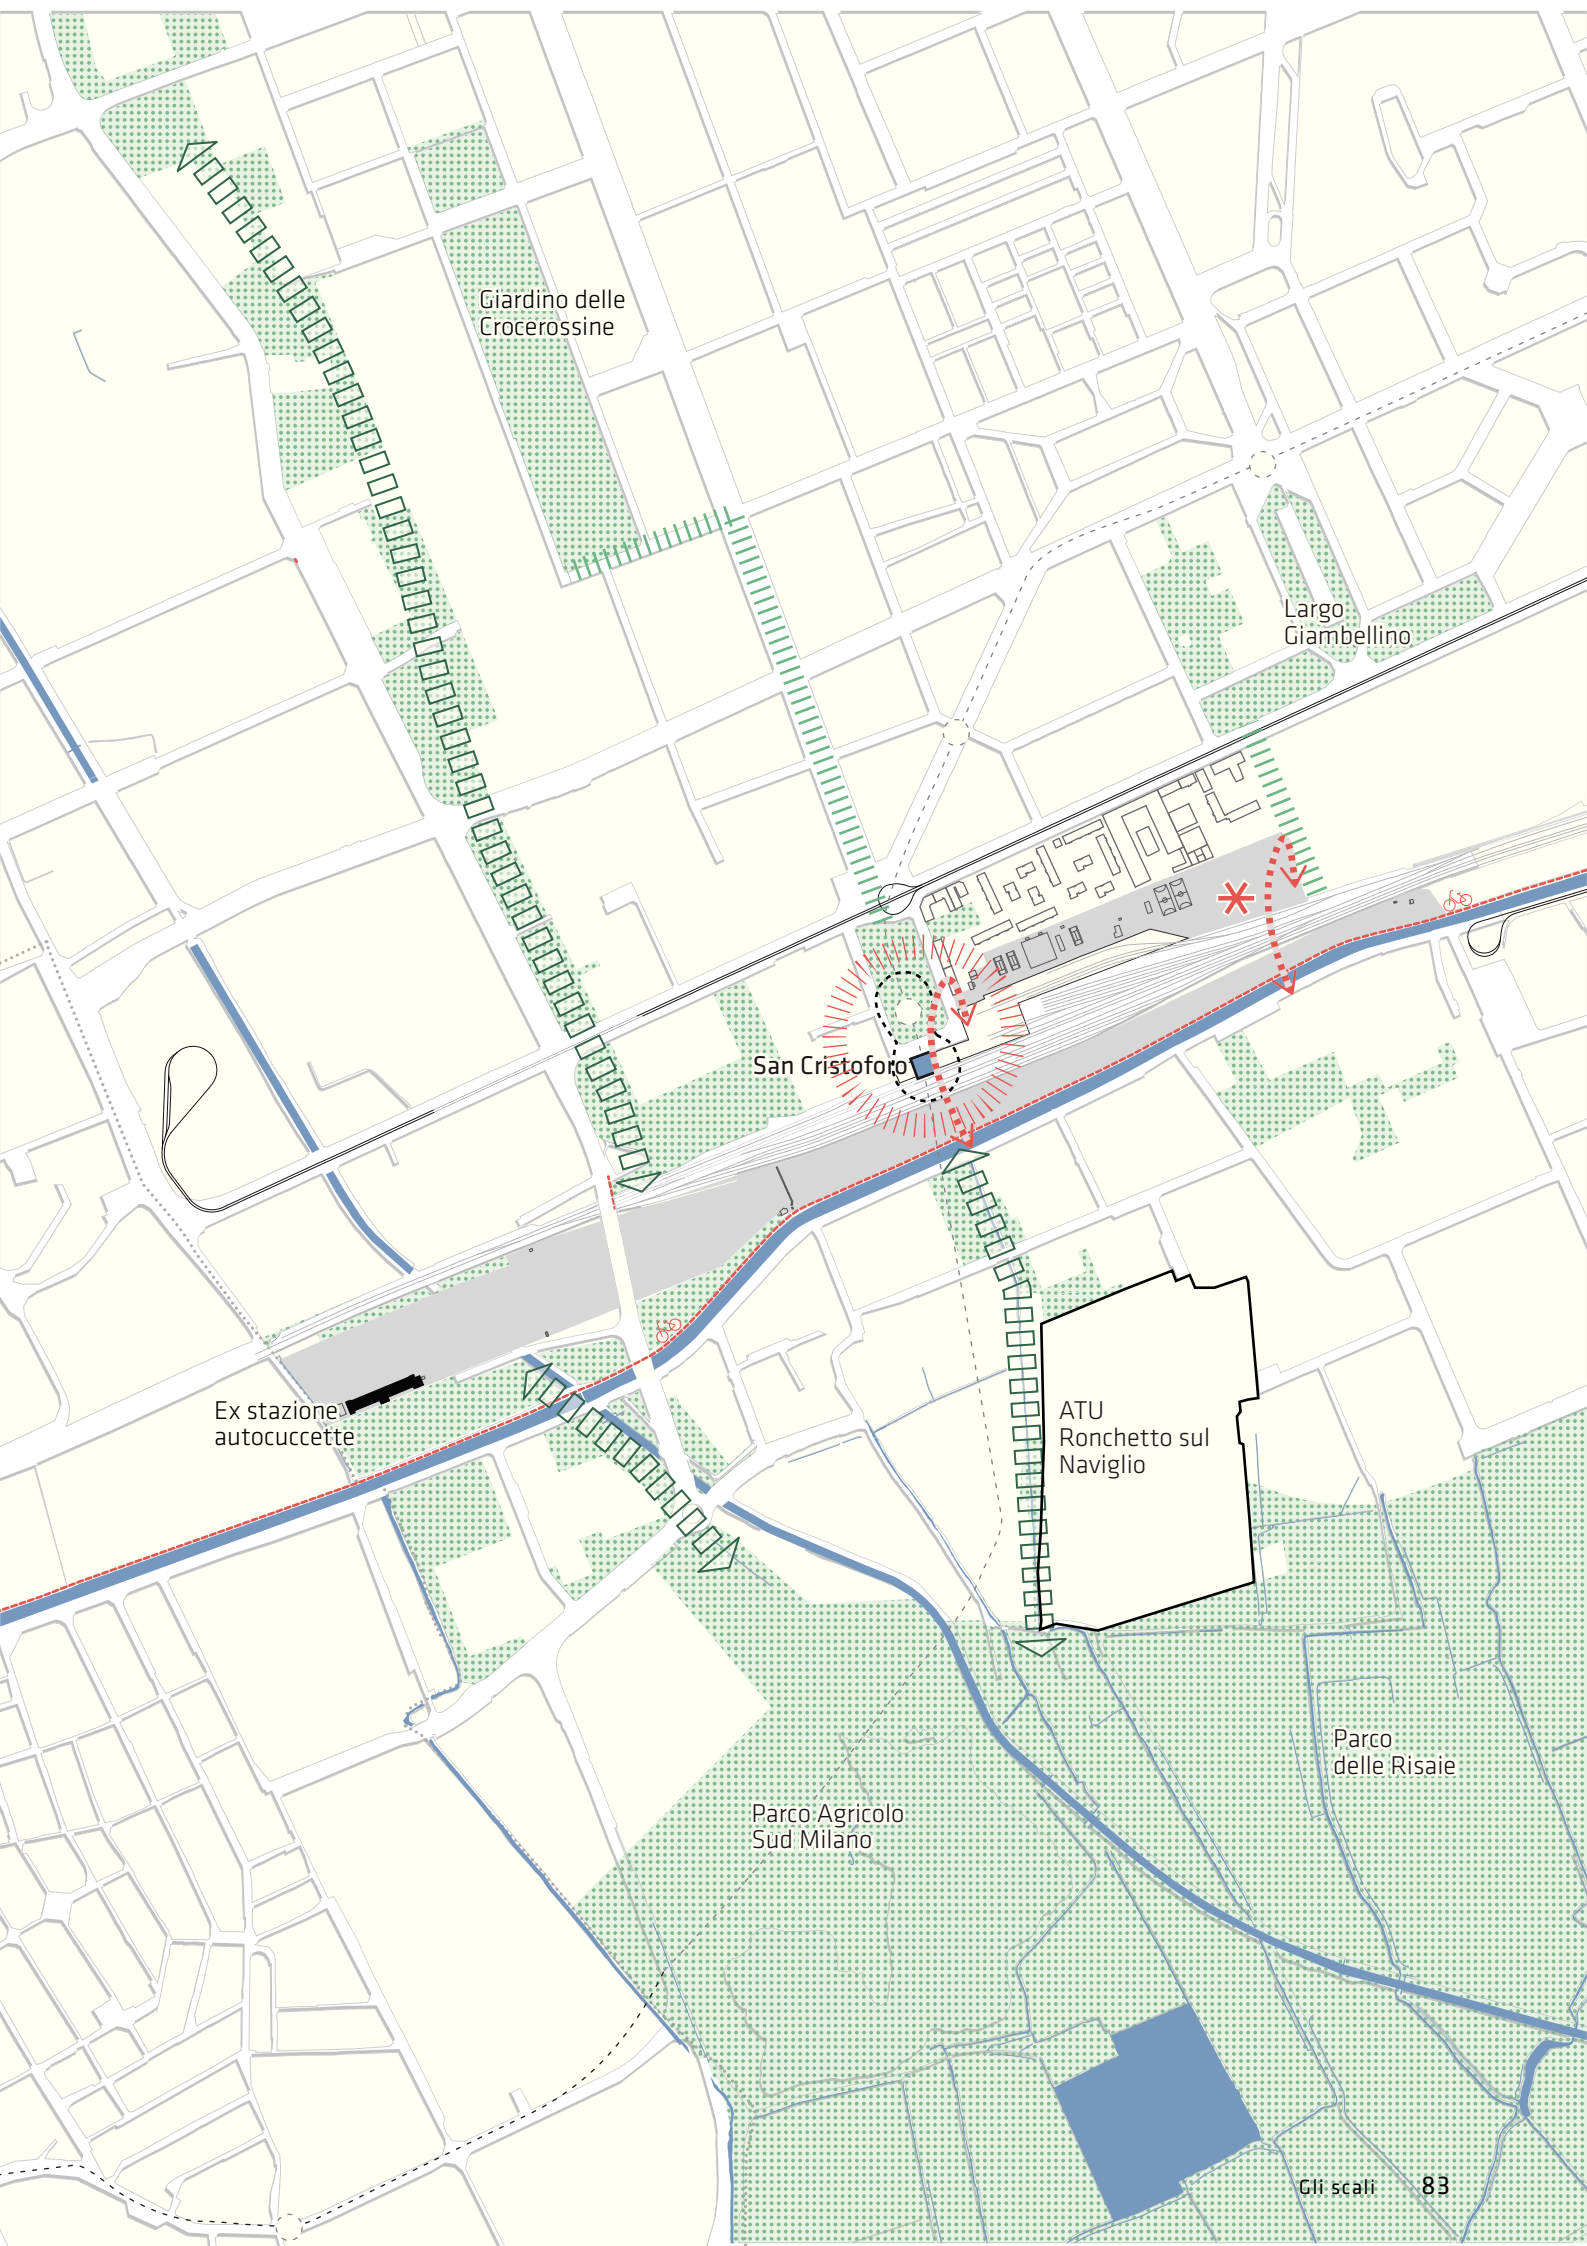 Giardino delle
Crocerossine
Largo
Giambellino
San Cristoforo
Ex stazione
autocuccette
ATU
Ronchetto sul
Naviglio
Parco
delle Risaie
Parco Agricolo
Sud Milano
Gli scali 83